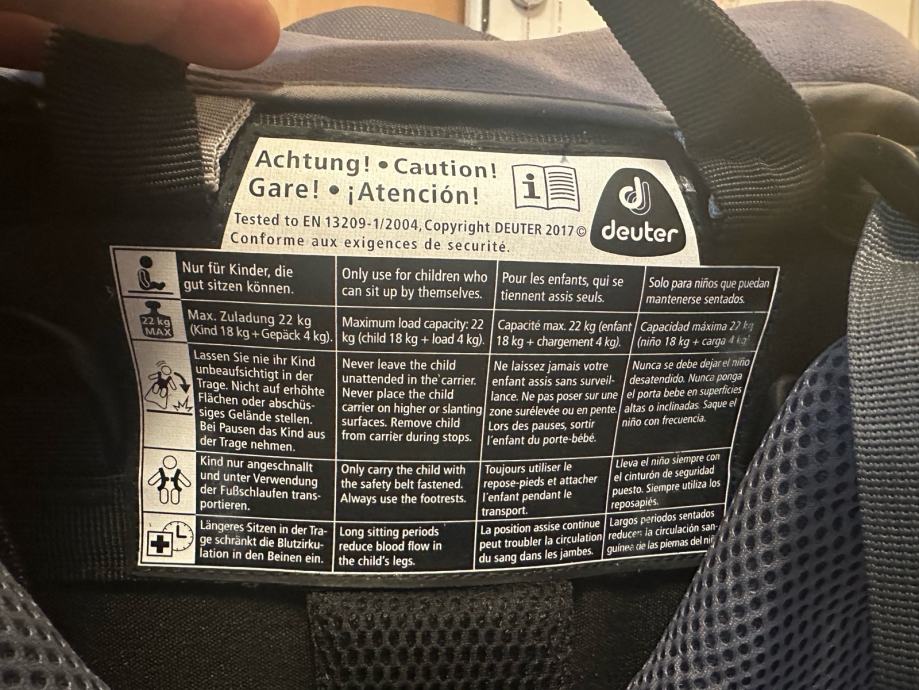 Achtung! • Caution!
Gare! • ¡Atención!
i
deuter
Tested to EN 13209-1/2004, Copyright DEUTER 2017©
Conforme aux exigences de securité.
Nur für Kinder, die
gut sitzen können.
Only use for children who
can sit up by themselves.
Pour les enfants, qui se
tiennent assis seuls.
Solo para niños que puedan
mantenerse sentados.
22 kg
MAX
Max. Zuladung 22 kg
(Kind 18 kg + Gepäck 4 kg).
Maximum load capacity: 22
kg (child 18 kg + load 4 kg).
Capacité max. 22 kg (enfant
18 kg + chargement 4 kg).
Capacidad máxima 22 kg
(niño 18 kg + carga 4 kg)
Lassen Sie nie ihr Kind
unbeaufsichtigt in der
Trage. Nicht auf erhöhte
Flächen oder abschüs-
siges Gelände stellen.
Bei Pausen das Kind aus
der Trage nehmen.
Never leave the child
unattended in the carrier.
Never place the child
carrier on higher or slanting
surfaces. Remove child
from carrier during stops.
Ne laissez jamais votre
enfant assis sans surveil-
lance. Ne pas poser sur une
zone surélevée ou en pente.
Lors des pauses, sortir
l'enfant du porte-bébé.
Nunca se debe dejar el niño
desatendido. Nunca ponga
el porta bebe en superficies
altas o inclinadas. Saque el
niño con frecuencia.
Kind nur angeschnallt
und unter Verwendung
der Fußschlaufen trans-
portieren.
Only carry the child with
the safety belt fastened.
Always use the footrests.
Toujours utiliser le
repose-pieds et attacher
l'enfant pendant le
transport.
Lleva el niño siempre con
el cinturón de seguridad
puesto. Siempre utiliza los
reposapiés.
Längeres Sitzen in der Tra-
ge schränkt die Blutzirku-
lation in den Beinen ein.
Long sitting periods
reduce blood flow in
the child's legs.
La position assise continue
peut troubler la circulation
du sang dans les jambes.
Largos periodos sentados
reducen la circulación san-
guinea de las piernas del